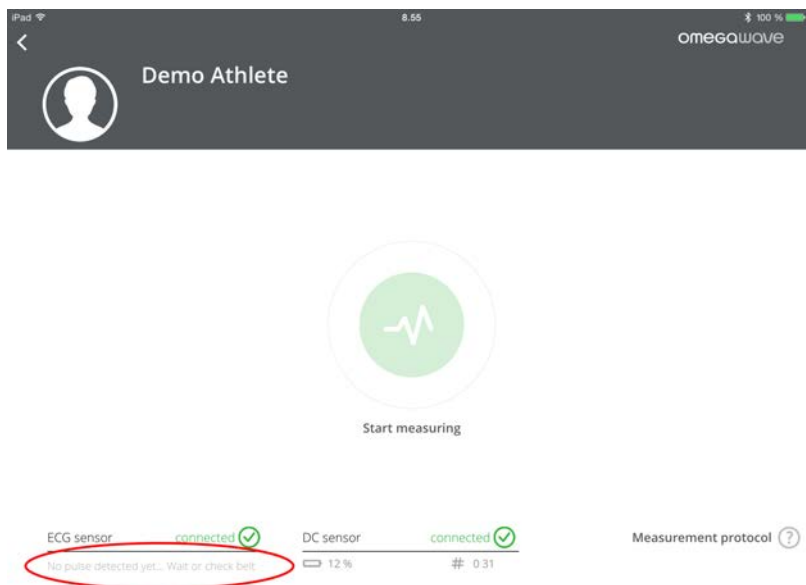 iPad 8.55 100 %
omegawave
Demo Athlete
Start measuring
ECG sensor connected DC sensor connected Measurement protocol ?
No pulse detected yet... Wait or check belt 12 % # 0 31